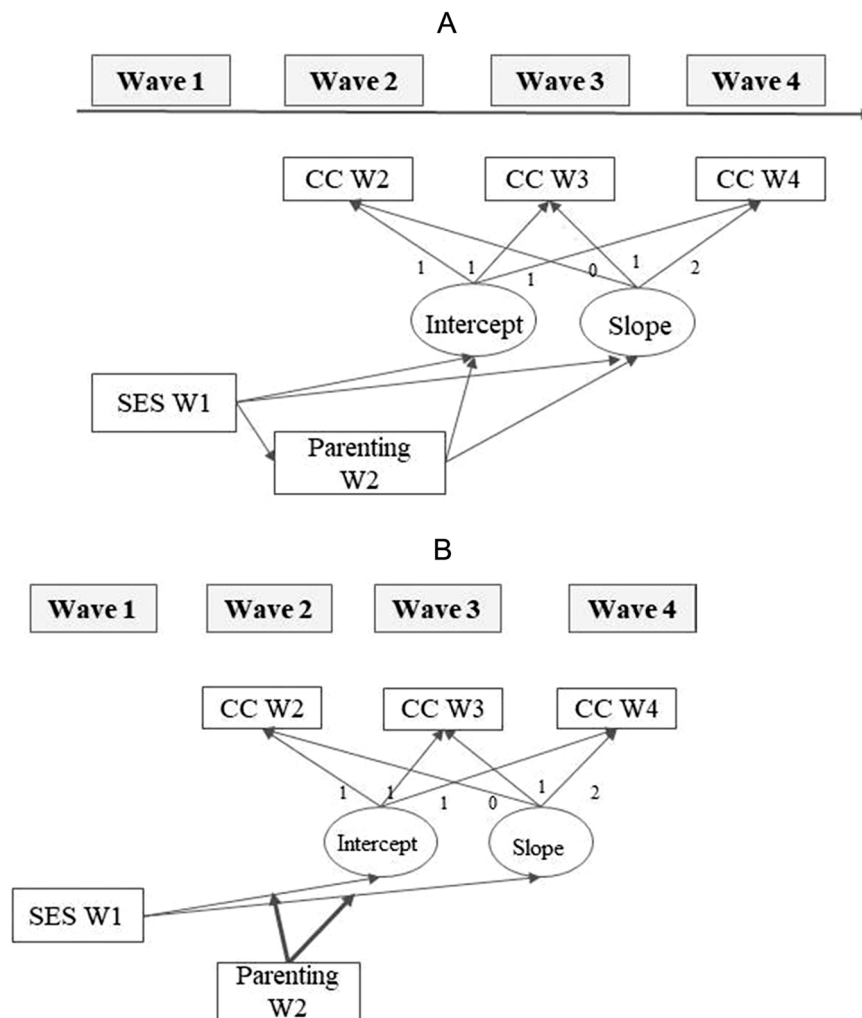 A
Wave 1 Wave 2 Wave 3 Wave 4
CC W2 CC W3 CC W4
1 1 1 0 1 2
Intercept Slope
SES W1
Parenting
W2
B
Wave 1 Wave 2 Wave 3 Wave 4
CC W2 CC W3 CC W4
1 1 1 0 1 2
Intercept Slope
SES W1
Parenting
W2